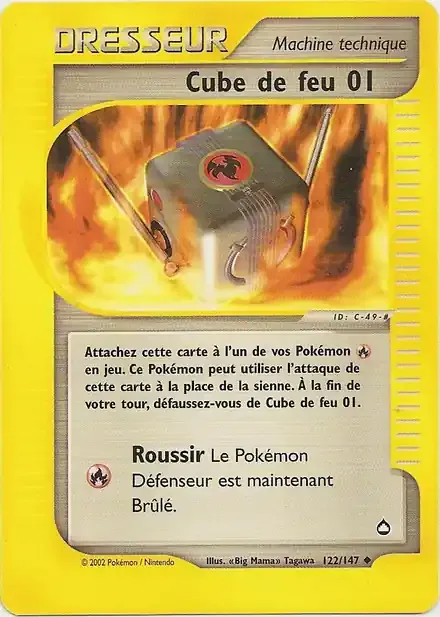 DRESSEUR
Machine technique
Cube de feu 01
ID: C-49-#
Attachez cette carte à l'un de vos Pokémon
en jeu. Ce Pokémon peut utiliser l'attaque de
cette carte à la place de la sienne. À la fin de
votre tour, défaussez-vous de Cube de feu 01.
Roussir Le Pokémon
Défenseur est maintenant
Brûlé.
© 2002 Pokémon / Nintendo
Illus. «Big Mama» Tagawa 122/147